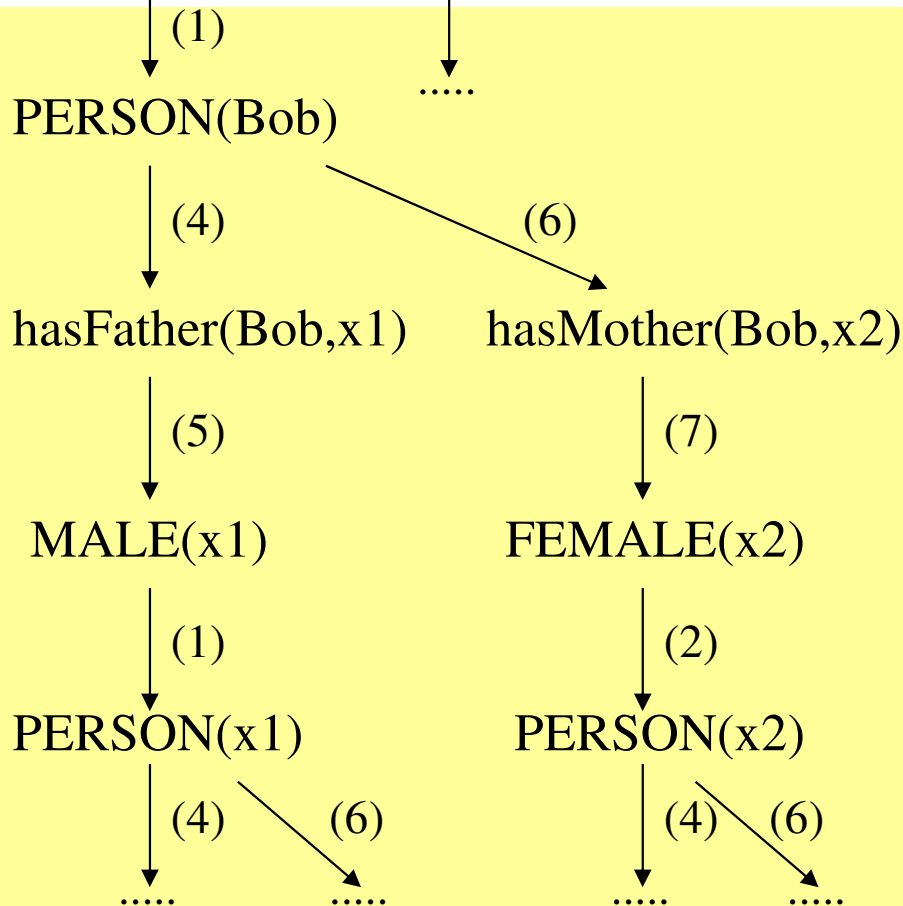 (1)
.....
PERSON(Bob)
(4) (6)
hasFather(Bob,x1) hasMother(Bob,x2)
(5) (7)
MALE(x1) FEMALE(x2)
(1) (2)
PERSON(x1) PERSON(x2)
(4) (6) (4) (6)
..... ..... ..... .....